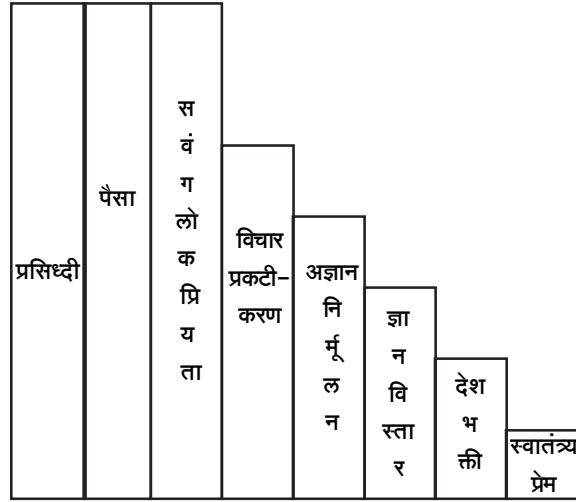 प्रसिध्दी
पैसा
स
वं
ग
लो
क
प्रि
य
ता
विचार
प्रकटी-
करण
अज्ञान
नि
र्मू
ल
न
ज्ञा
न
वि
स्ता
र
देश
भ
क्ती
स्वातंत्र्य
प्रेम